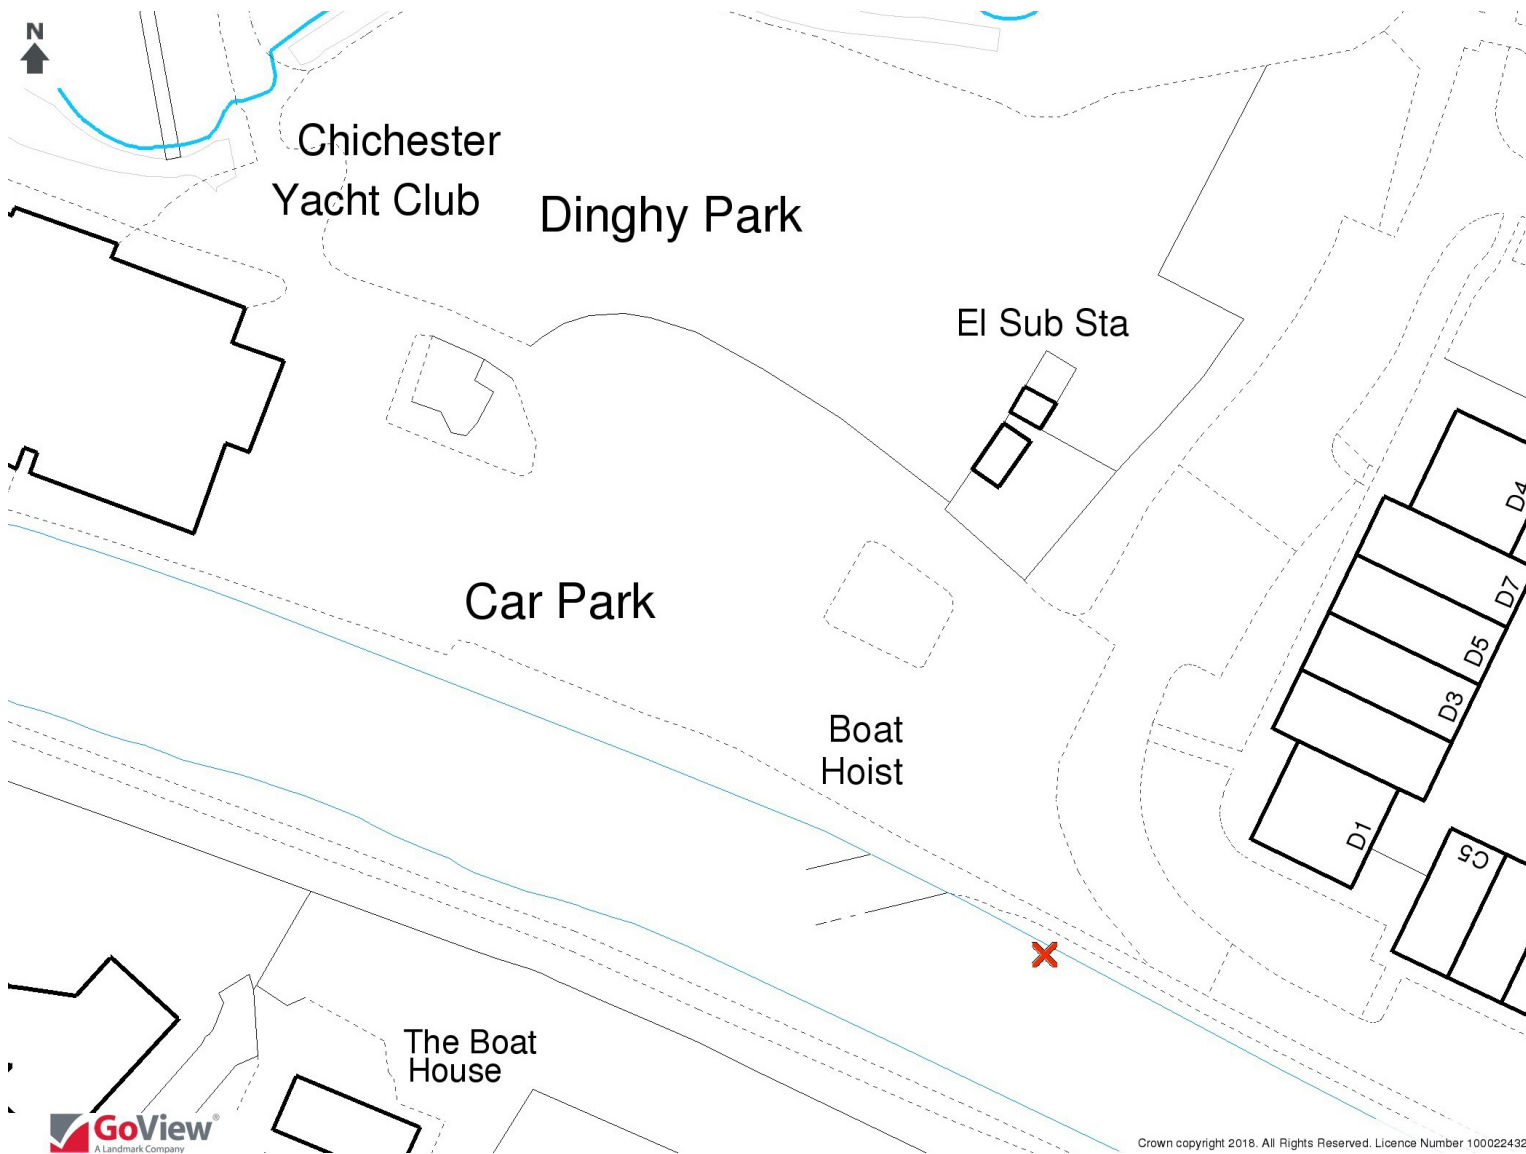 N
Chichester
Yacht Club
Dinghy Park
El Sub Sta
Car Park
Boat
Hoist
D4
D7
D5
D3
D1
C5
The Boat
House
GoView®
A Landmark Company
Crown copyright 2018. All Rights Reserved. Licence Number 100022432